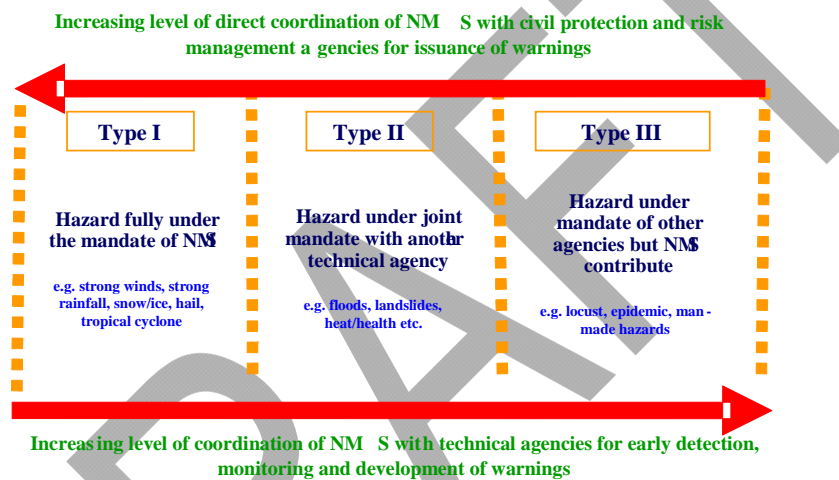 Increasing level of direct coordination of NM S with civil protection and risk
management a gencies for issuance of warnings
Type I
Type II
Type III
Hazard fully under
the mandate of NMS
e.g. strong winds, strong
rainfall, snow/ice, hail,
tropical cyclone
Hazard under joint
mandate with another
technical agency
e.g. floods, landslides,
heat/health etc.
Hazard under
mandate of other
agencies but NMS
contribute
e.g. locust, epidemic, man -
made hazards
Increasing level of coordination of NM S with technical agencies for early detection,
monitoring and development of warnings
DRAFT